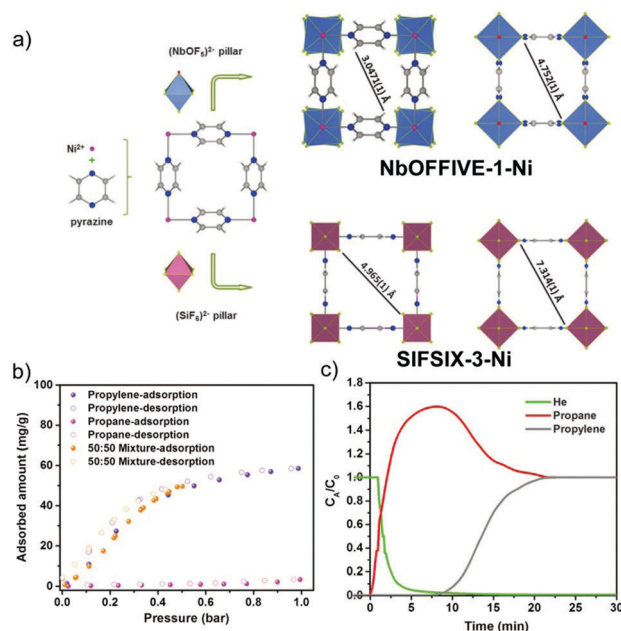 a)
(NbOF₅)²⁻ pillar
Ni²⁺
+
pyrazine
(SiF₆)²⁻ pillar
3.0471(1) Å
4.752(1) Å
NbOFFIVE-1-Ni
4.965(1) Å
7.314(1) Å
SIFSIX-3-Ni
b)
100
80
60
40
20
0
Adsorbed amount (mg/g)
Propylene-adsorption
Propylene-desorption
Propane-adsorption
Propane-desorption
50:50 Mixture-adsorption
50:50 Mixture-desorption
0.0 0.2 0.4 0.6 0.8 1.0
Pressure (bar)
c)
1.8
1.6
1.4
1.2
1.0
0.8
0.6
0.4
0.2
0.0
C_A/C_0
He
Propane
Propylene
0 5 10 15 20 25 30
Time (min)